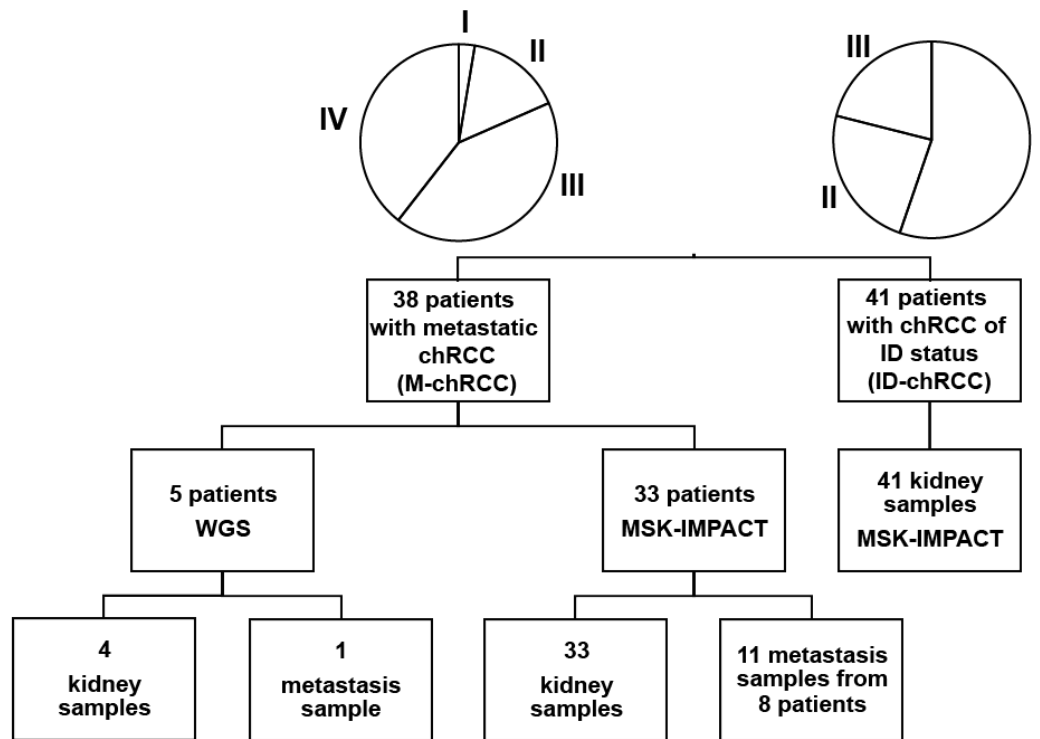 I
II
III
IV
III
II
38 patients
with metastatic
chRCC
(M-chRCC)
41 patients
with chRCC of
ID status
(ID-chRCC)
5 patients
WGS
33 patients
MSK-IMPACT
41 kidney
samples
MSK-IMPACT
4
kidney
samples
1
metastasis
sample
33
kidney
samples
11 metastasis
samples from
8 patients